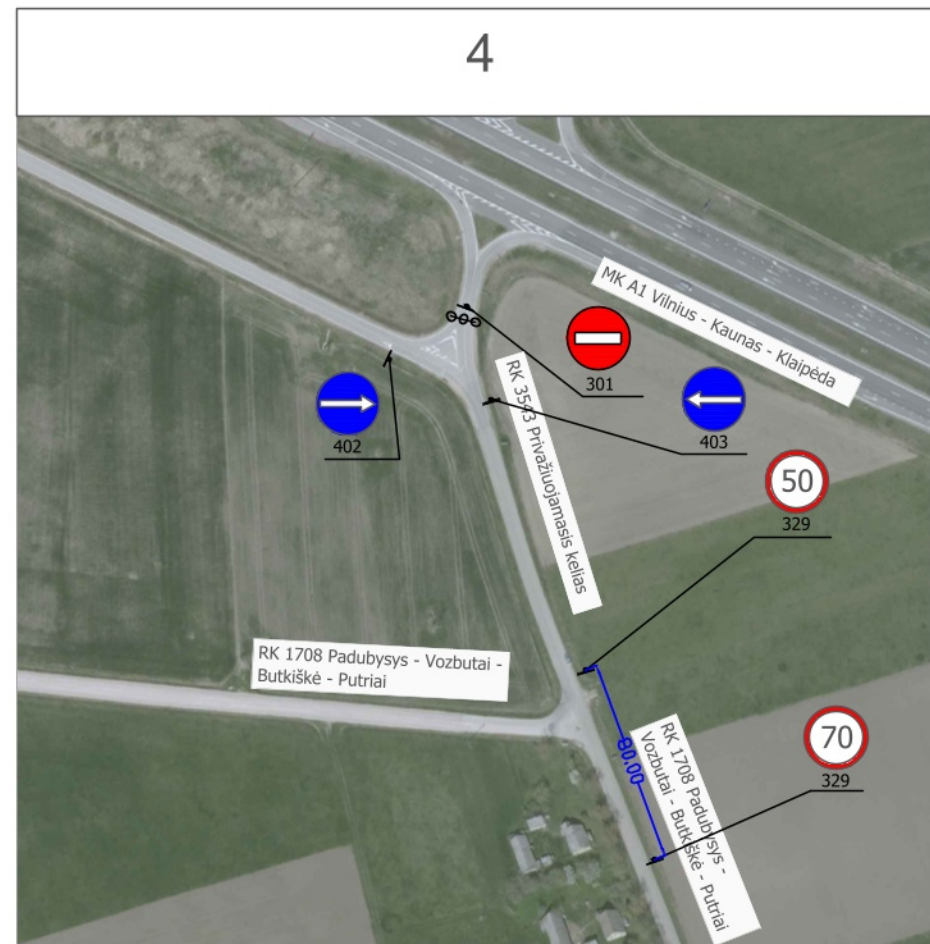 4
MK A1 Vilnius - Kaunas - Klaipėda
301
RK 3543 Privažiuojamasis kelias
402
403
50
329
RK 1708 Padubysys - Vozbutai -
Butkiškė - Putriai
80.00
RK 1708 Padubysys -
Vozbutai - Butkiškė - Putriai
70
329